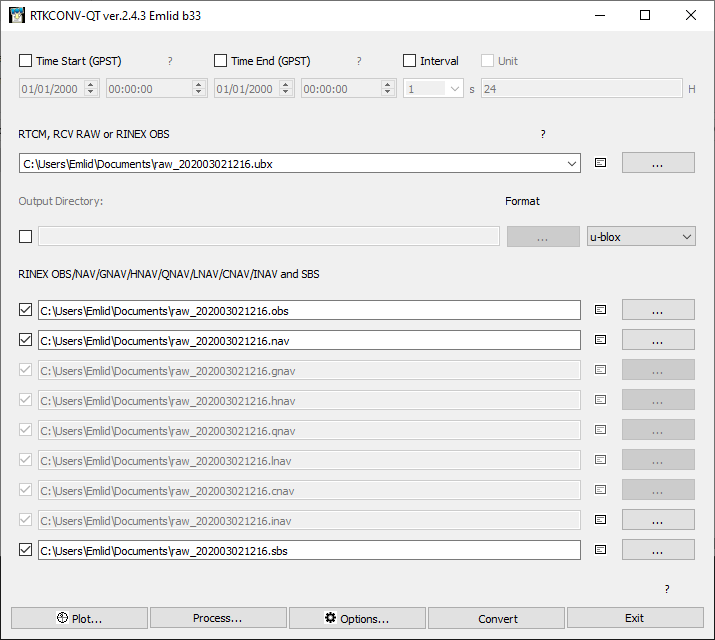 RTKCONV-QT ver.2.4.3 Emlid b33
Time Start (GPST) ? Time End (GPST) ? Interval Unit
01/01/2000 00:00:00 01/01/2000 00:00:00 1 s 24 H
RTCM, RCV RAW or RINEX OBS ?
C:\Users\Emlid\Documents\raw_202003021216.ubx ...
Output Directory: Format
... u-blox
RINEX OBS/NAV/GNAV/HNAV/QNAV/LNAV/CNAV/INAV and SBS
C:\Users\Emlid\Documents\raw_202003021216.obs ...
C:\Users\Emlid\Documents\raw_202003021216.nav ...
C:\Users\Emlid\Documents\raw_202003021216.gnav ...
C:\Users\Emlid\Documents\raw_202003021216.hnav ...
C:\Users\Emlid\Documents\raw_202003021216.qnav ...
C:\Users\Emlid\Documents\raw_202003021216.lnav ...
C:\Users\Emlid\Documents\raw_202003021216.cnav ...
C:\Users\Emlid\Documents\raw_202003021216.inav ...
C:\Users\Emlid\Documents\raw_202003021216.sbs ...
?
Plot... Process... Options... Convert Exit